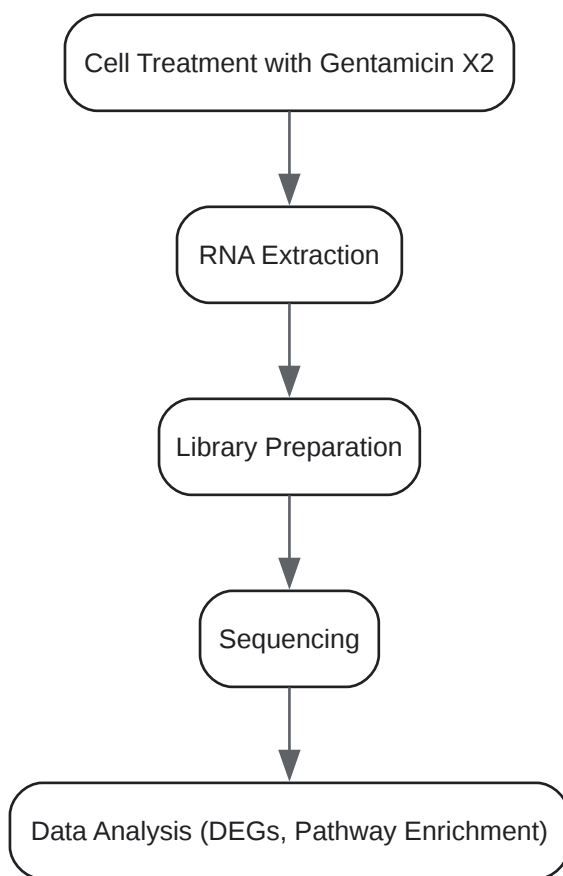 Cell Treatment with Gentamicin X2
RNA Extraction
Library Preparation
Sequencing
Data Analysis (DEGs, Pathway Enrichment)